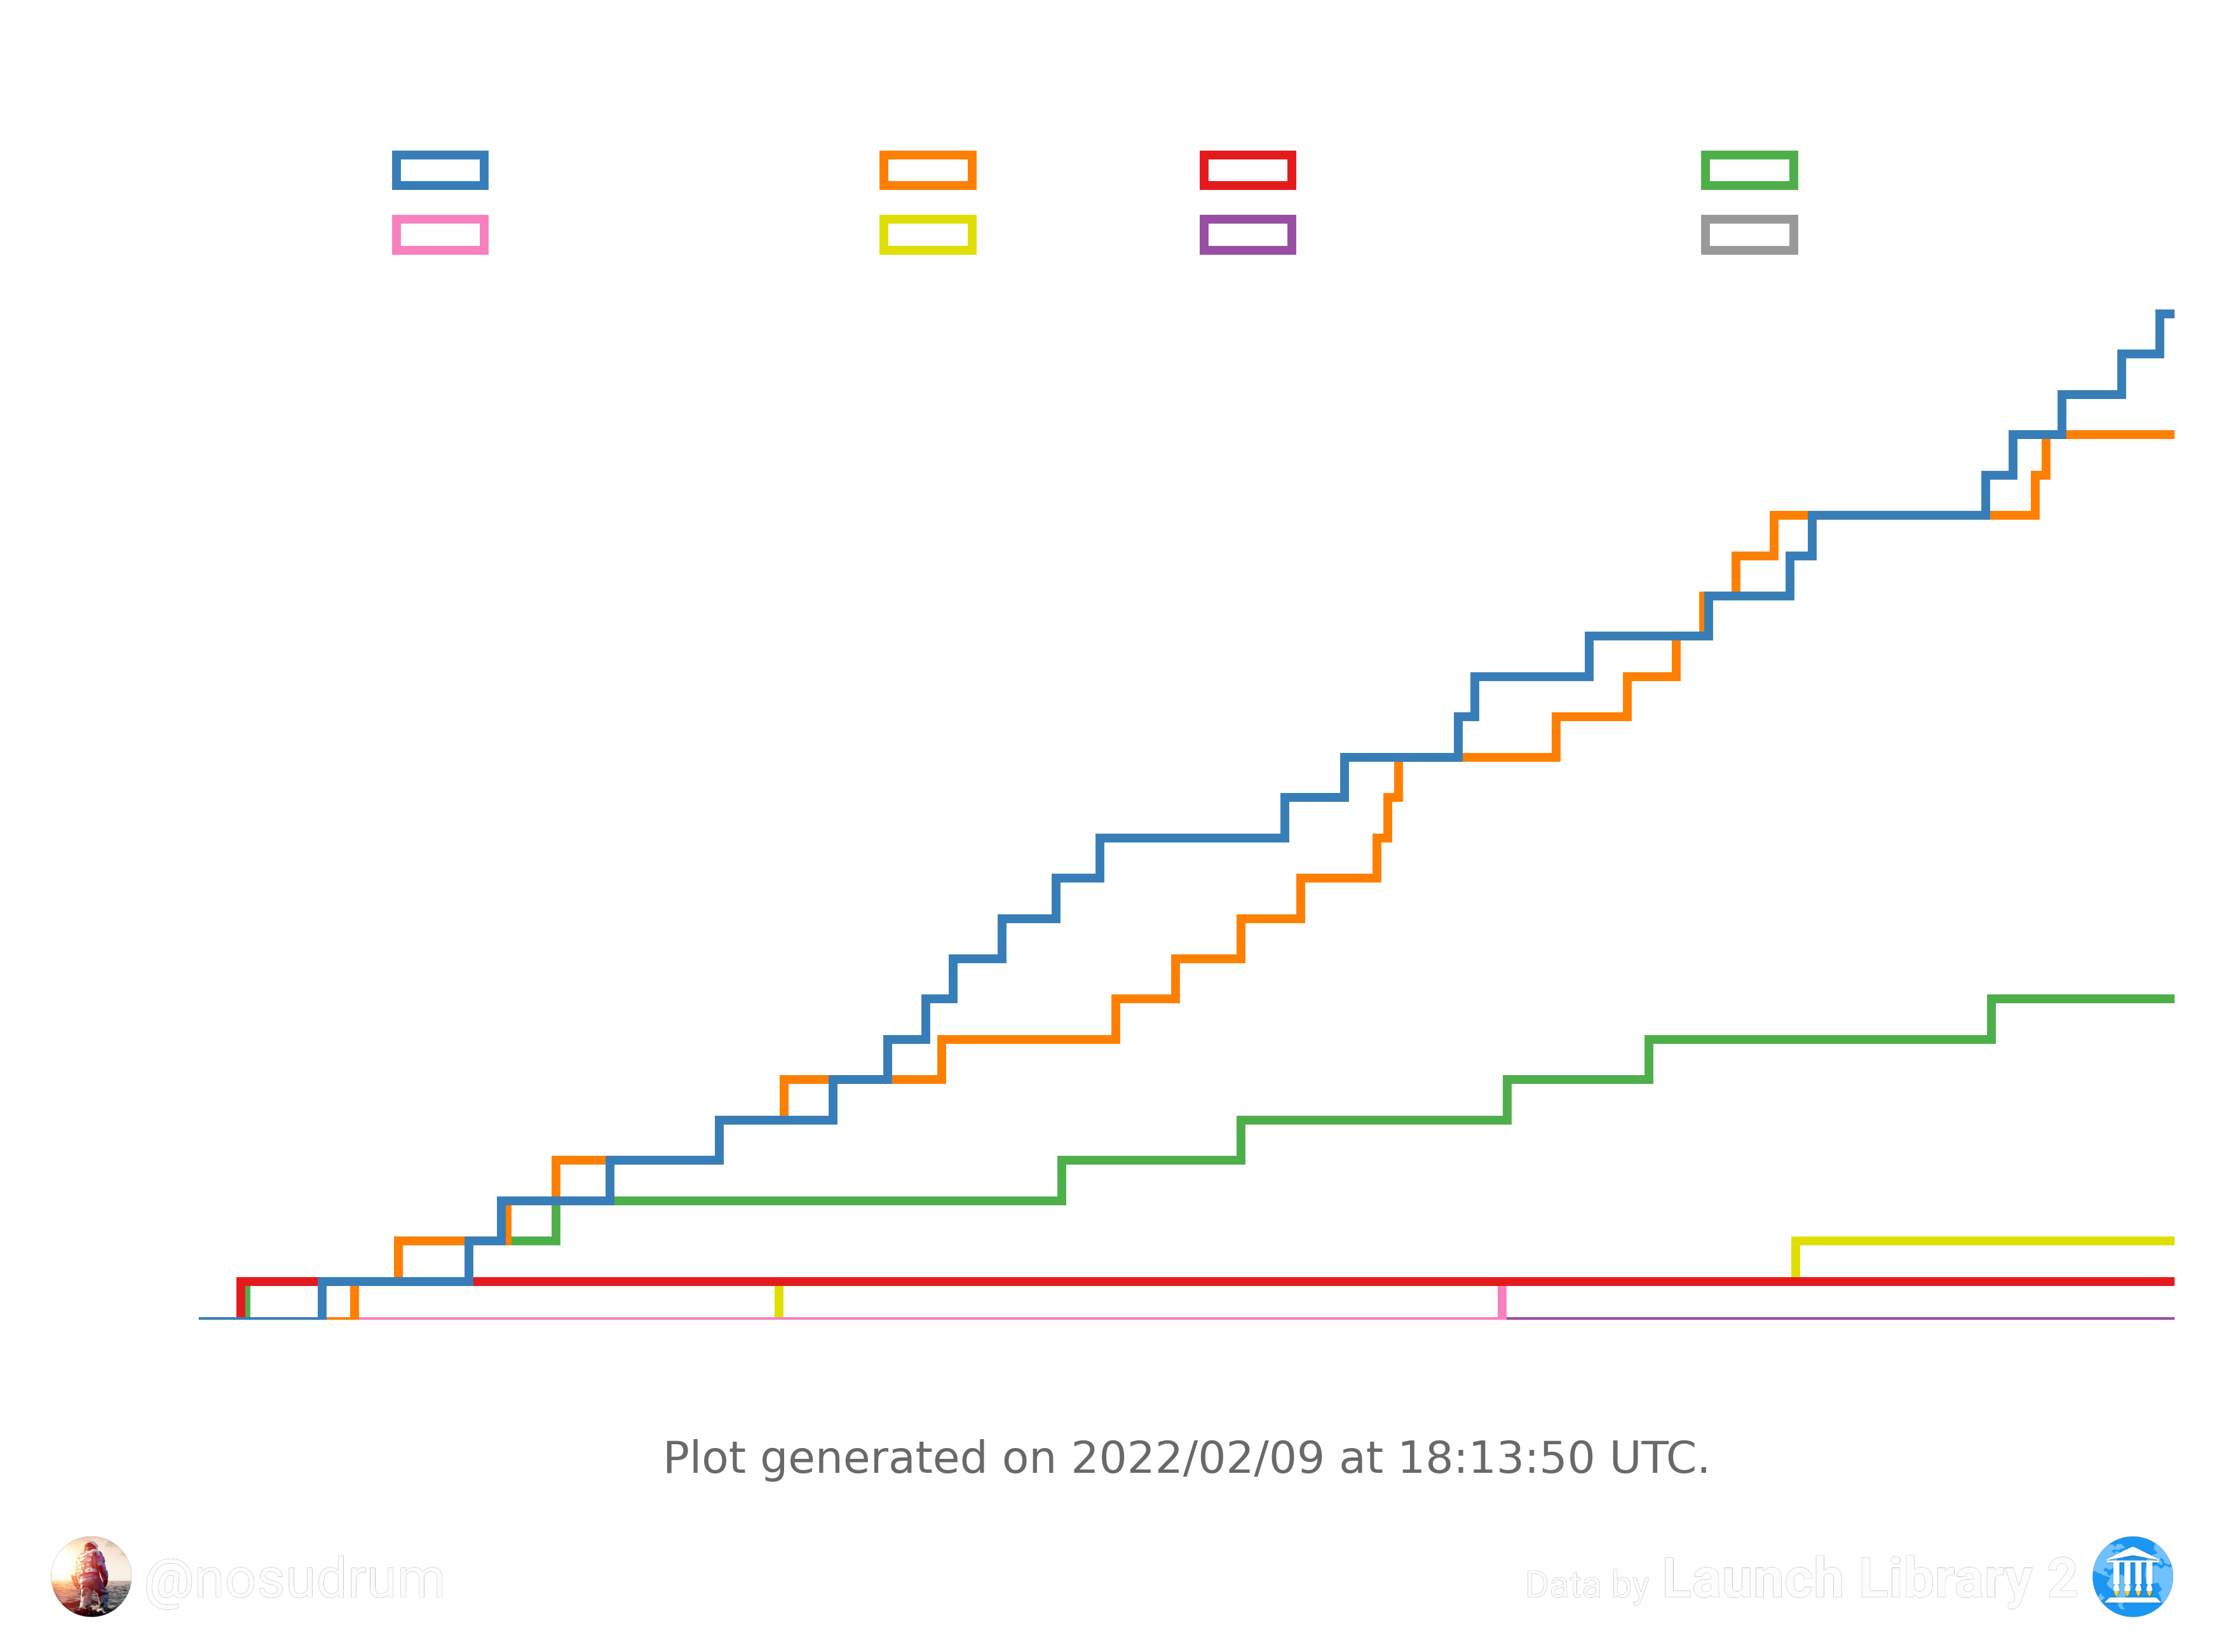 Plot generated on 2022/02/09 at 18:13:50 UTC.
@nosudrum
Data by Launch Library 2